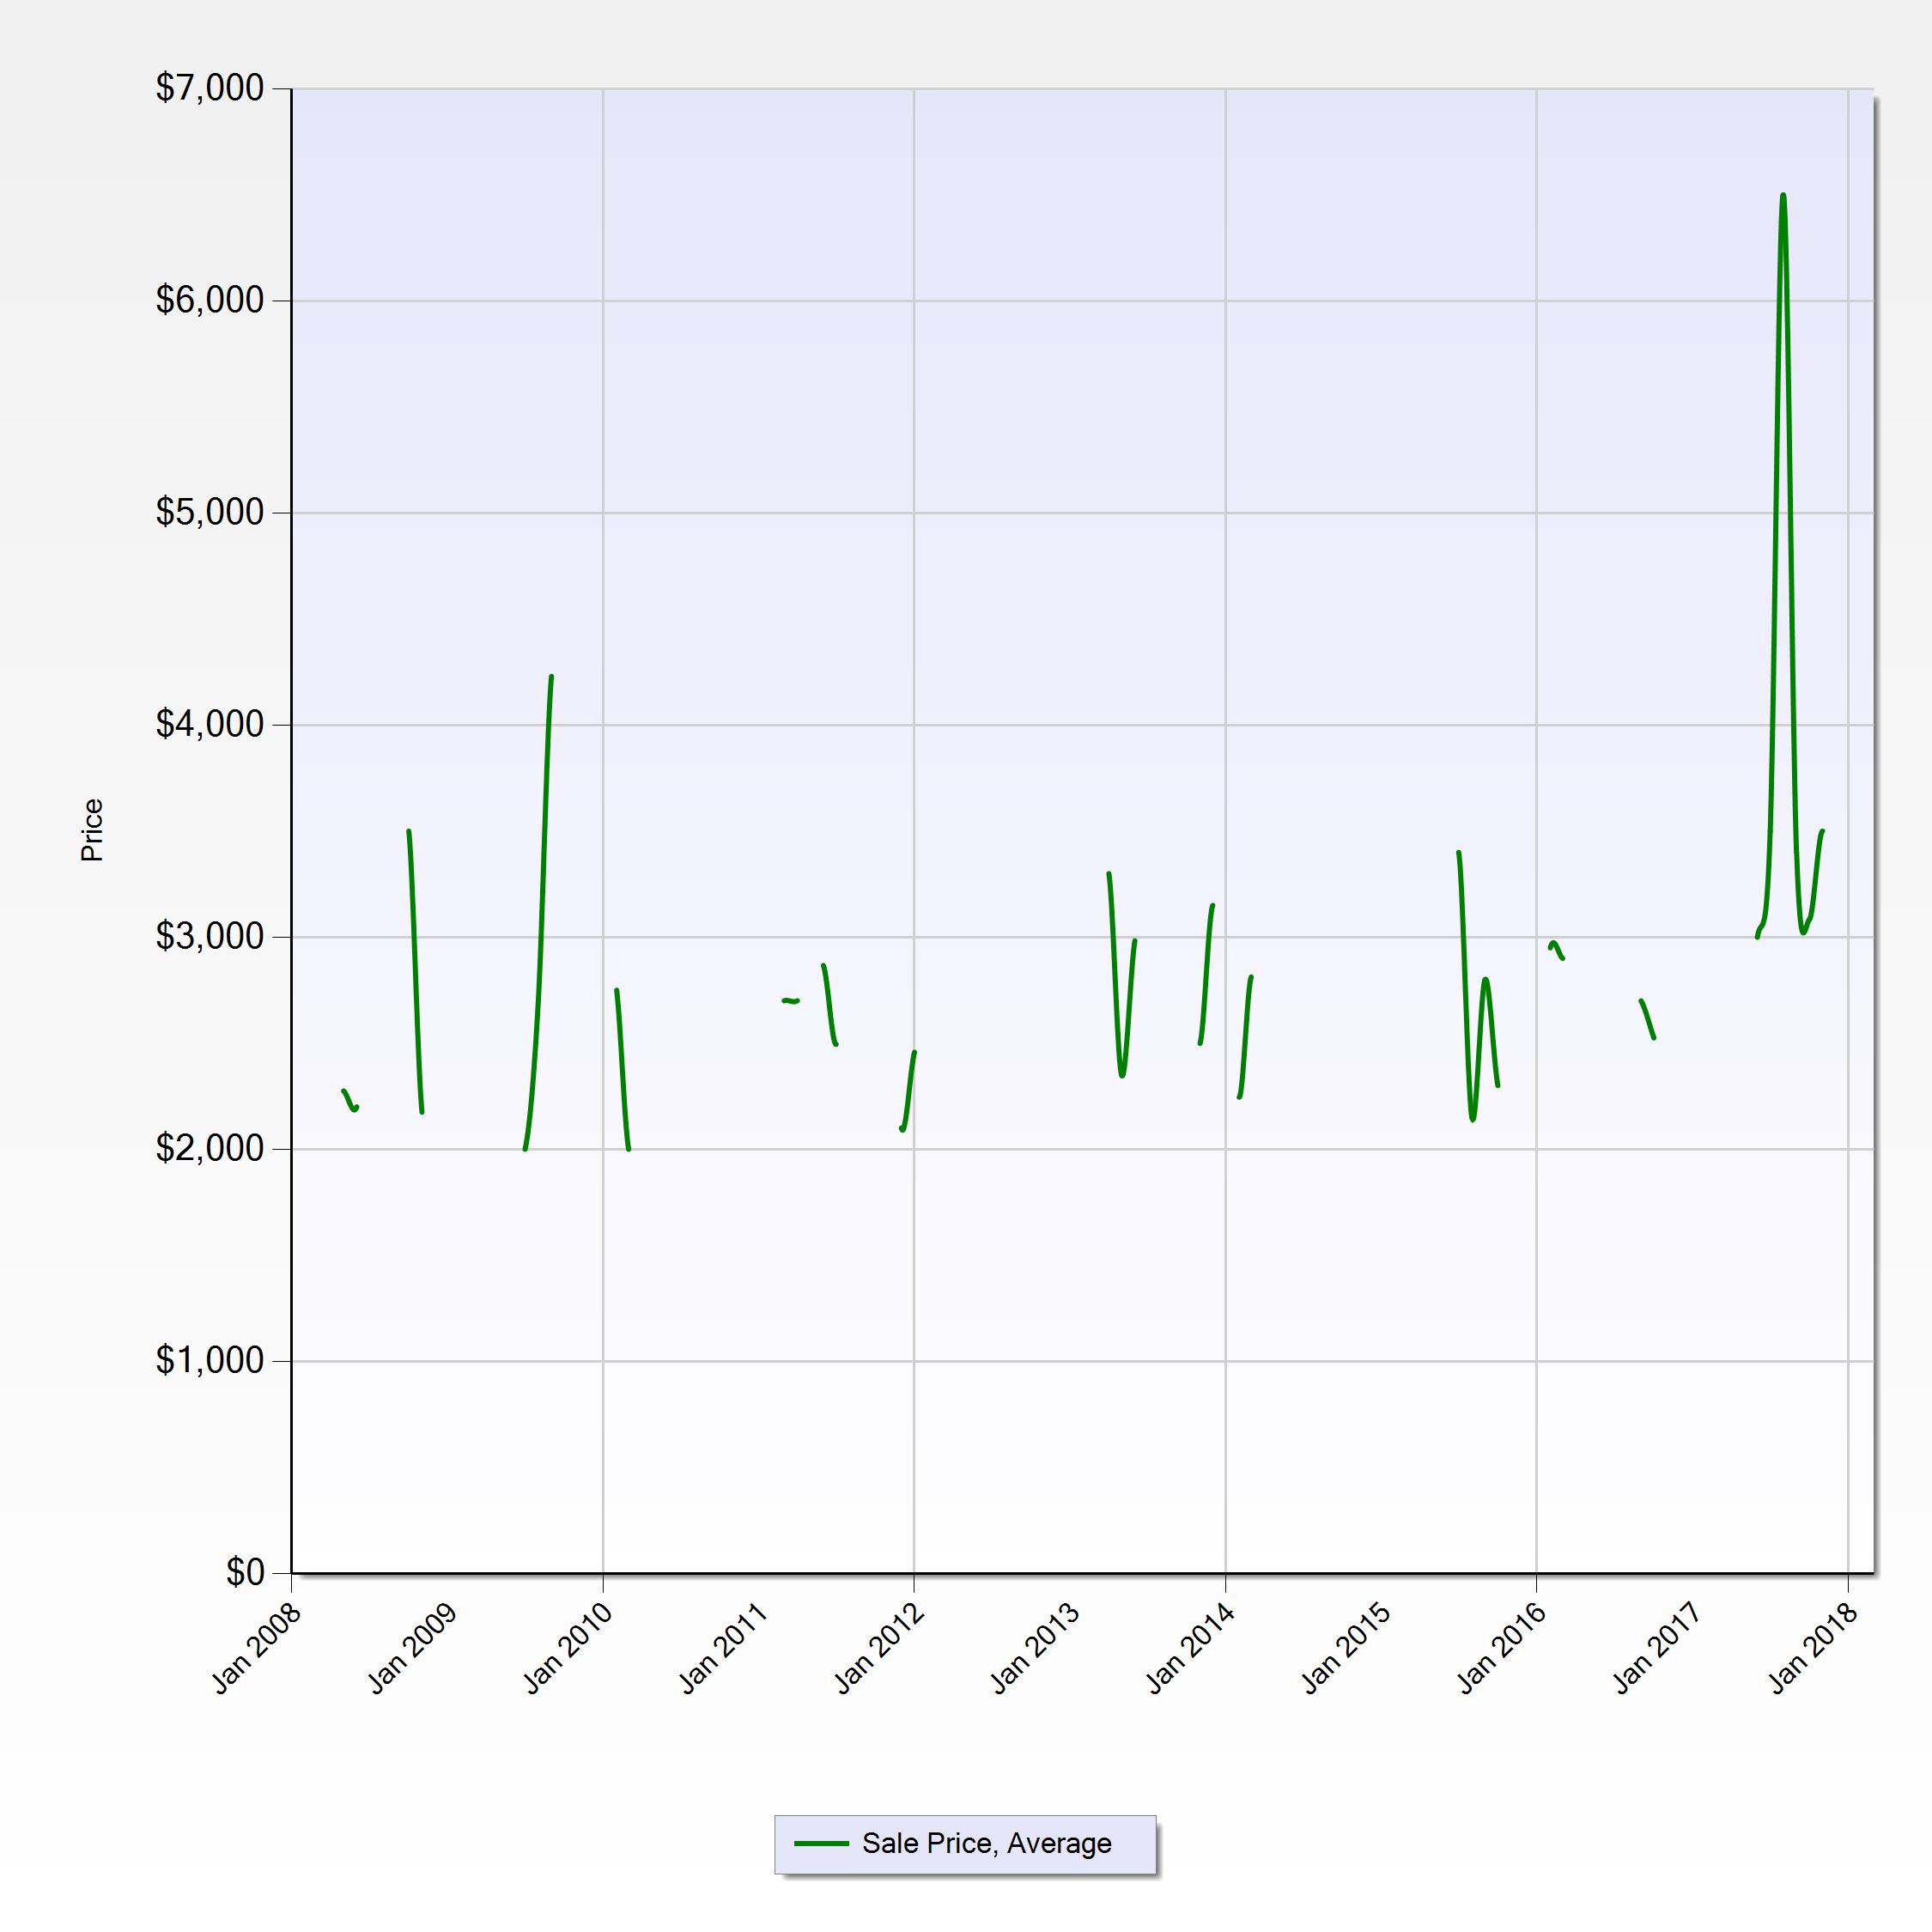 $7,000
$6,000
$5,000
$4,000
$3,000
$2,000
$1,000
$0
Price
Jan 2008
Jan 2009
Jan 2010
Jan 2011
Jan 2012
Jan 2013
Jan 2014
Jan 2015
Jan 2016
Jan 2017
Jan 2018
Sale Price, Average